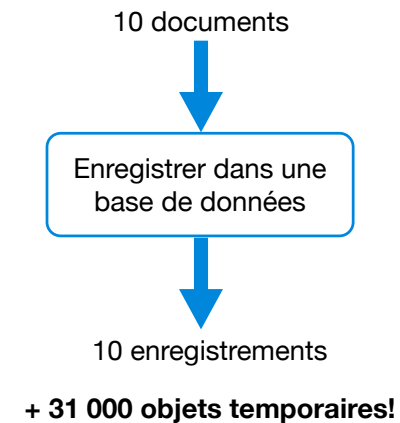 10 documents
Enregistrer dans une
base de données
10 enregistrements
+ 31 000 objets temporaires!